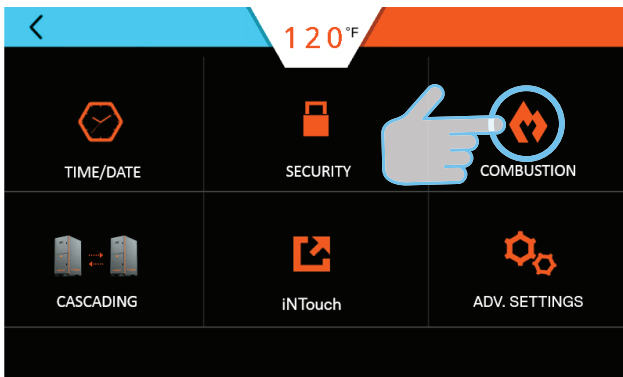 120°F
TIME/DATE
SECURITY
COMBUSTION
CASCADING
iNTouch
ADV. SETTINGS